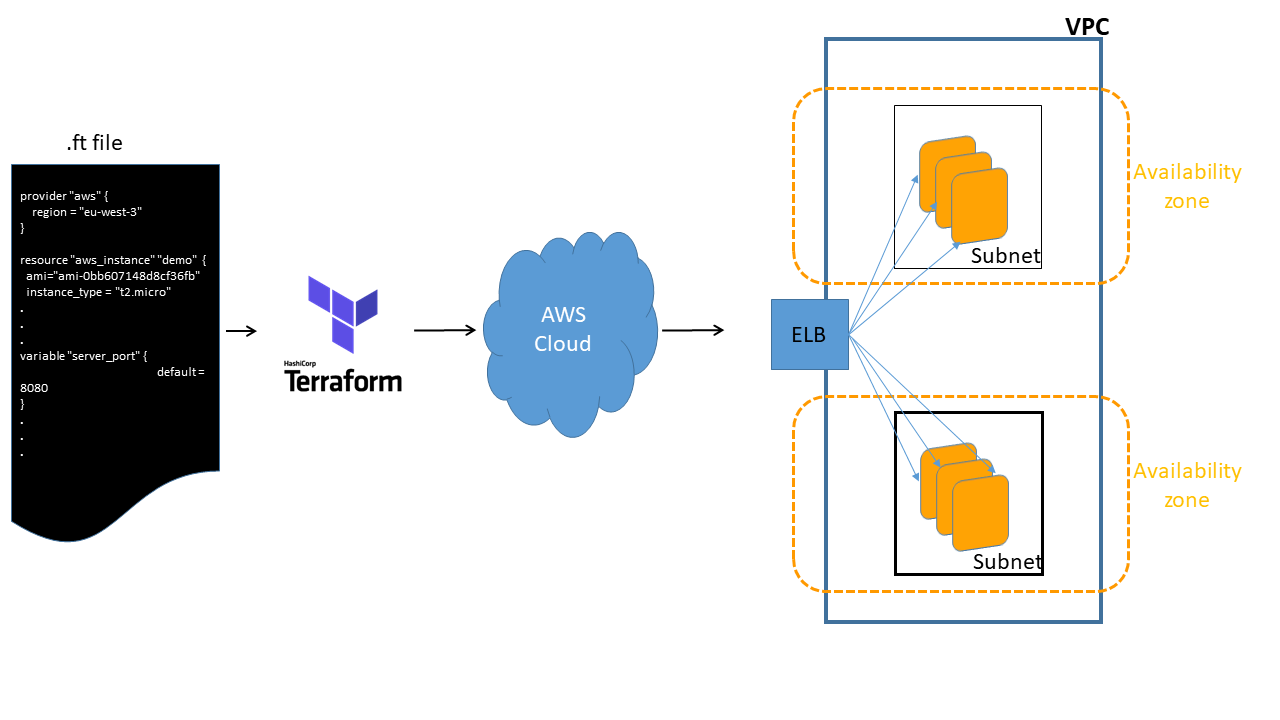 .ft file
provider "aws" {
region = "eu-west-3"
}
resource "aws_instance" "demo" {
ami="ami-0bb607148d8cf36fb"
instance_type = "t2.micro"
.
.
.
variable "server_port" {
default =
8080
}
.
.
.
HashiCorp
Terraform
AWS
Cloud
VPC
Availability
zone
Subnet
ELB
Availability
zone
Subnet